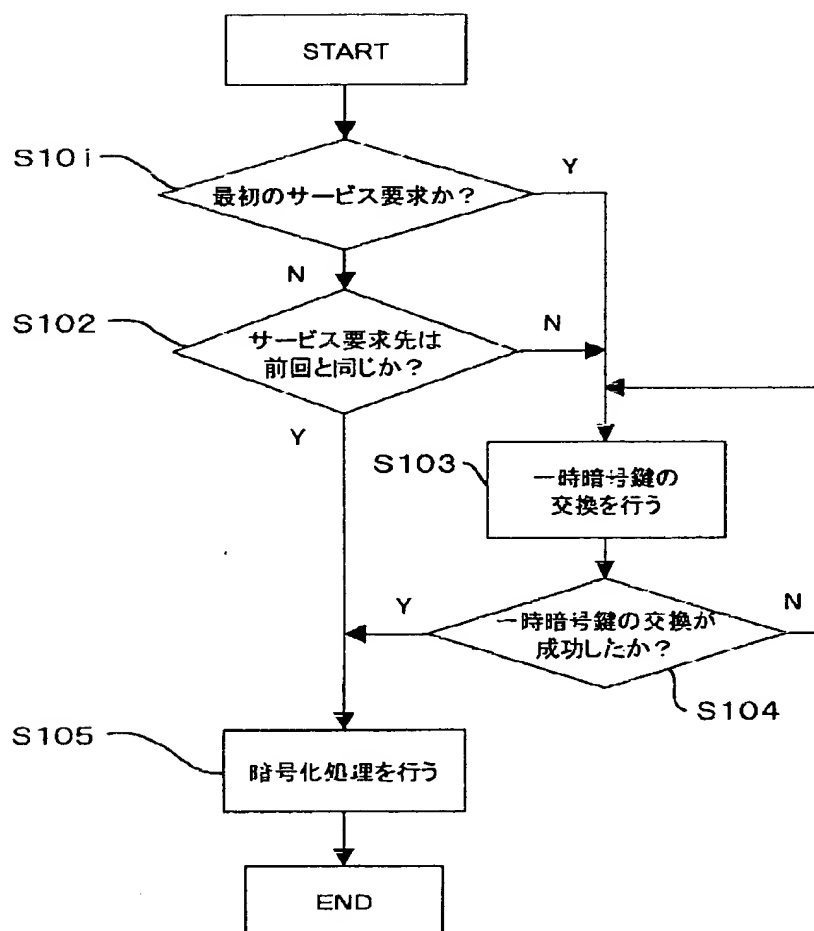 START
S10i
最初のサービス要求か?
Y
N
S102
サービス要求先は
前回と同じか?
N
Y
S103
一時暗号鍵の
交換を行う
Y
一時暗号鍵の交換が
成功したか?
N
S104
S105
暗号化処理を行う
END